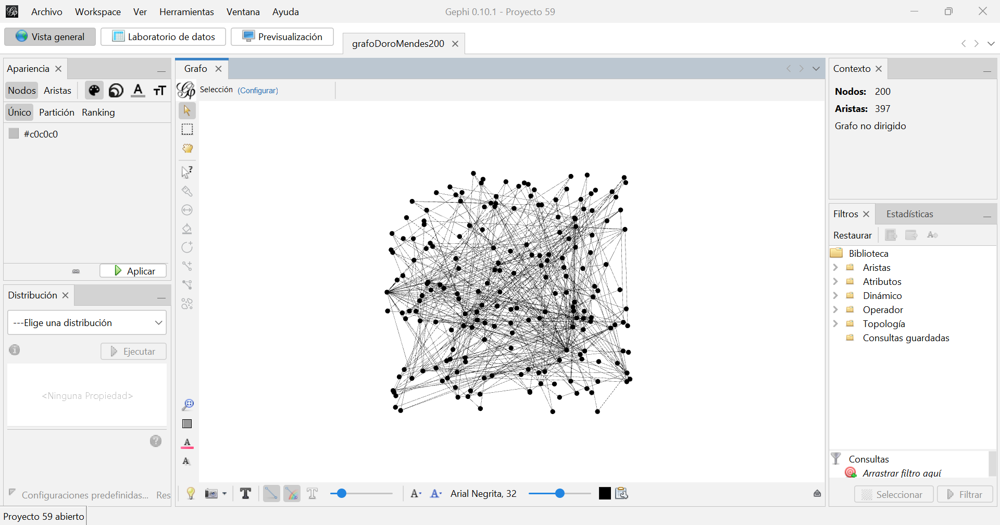 Archivo Workspace Ver Herramientas Ventana Ayuda Gephi 0.10.1 - Proyecto 59
Vista general Laboratorio de datos Previsualización grafoDoroMendes200
Apariencia
Nodos Aristas
Único Partición Ranking
#c0c0c0
Aplicar
Distribución
---Elige una distribución
Ejecutar
<Ninguna Propiedad>
Configuraciones predefinidas... Res
Grafo
Selección (Configurar)
Arial Negrita, 32
Contexto
Nodos: 200
Aristas: 397
Grafo no dirigido
Filtros Estadísticas
Restaurar
Biblioteca
Aristas
Atributos
Dinámico
Operador
Topología
Consultas guardadas
Consultas
Arrastrar filtro aquí
Seleccionar Filtrar
Proyecto 59 abierto